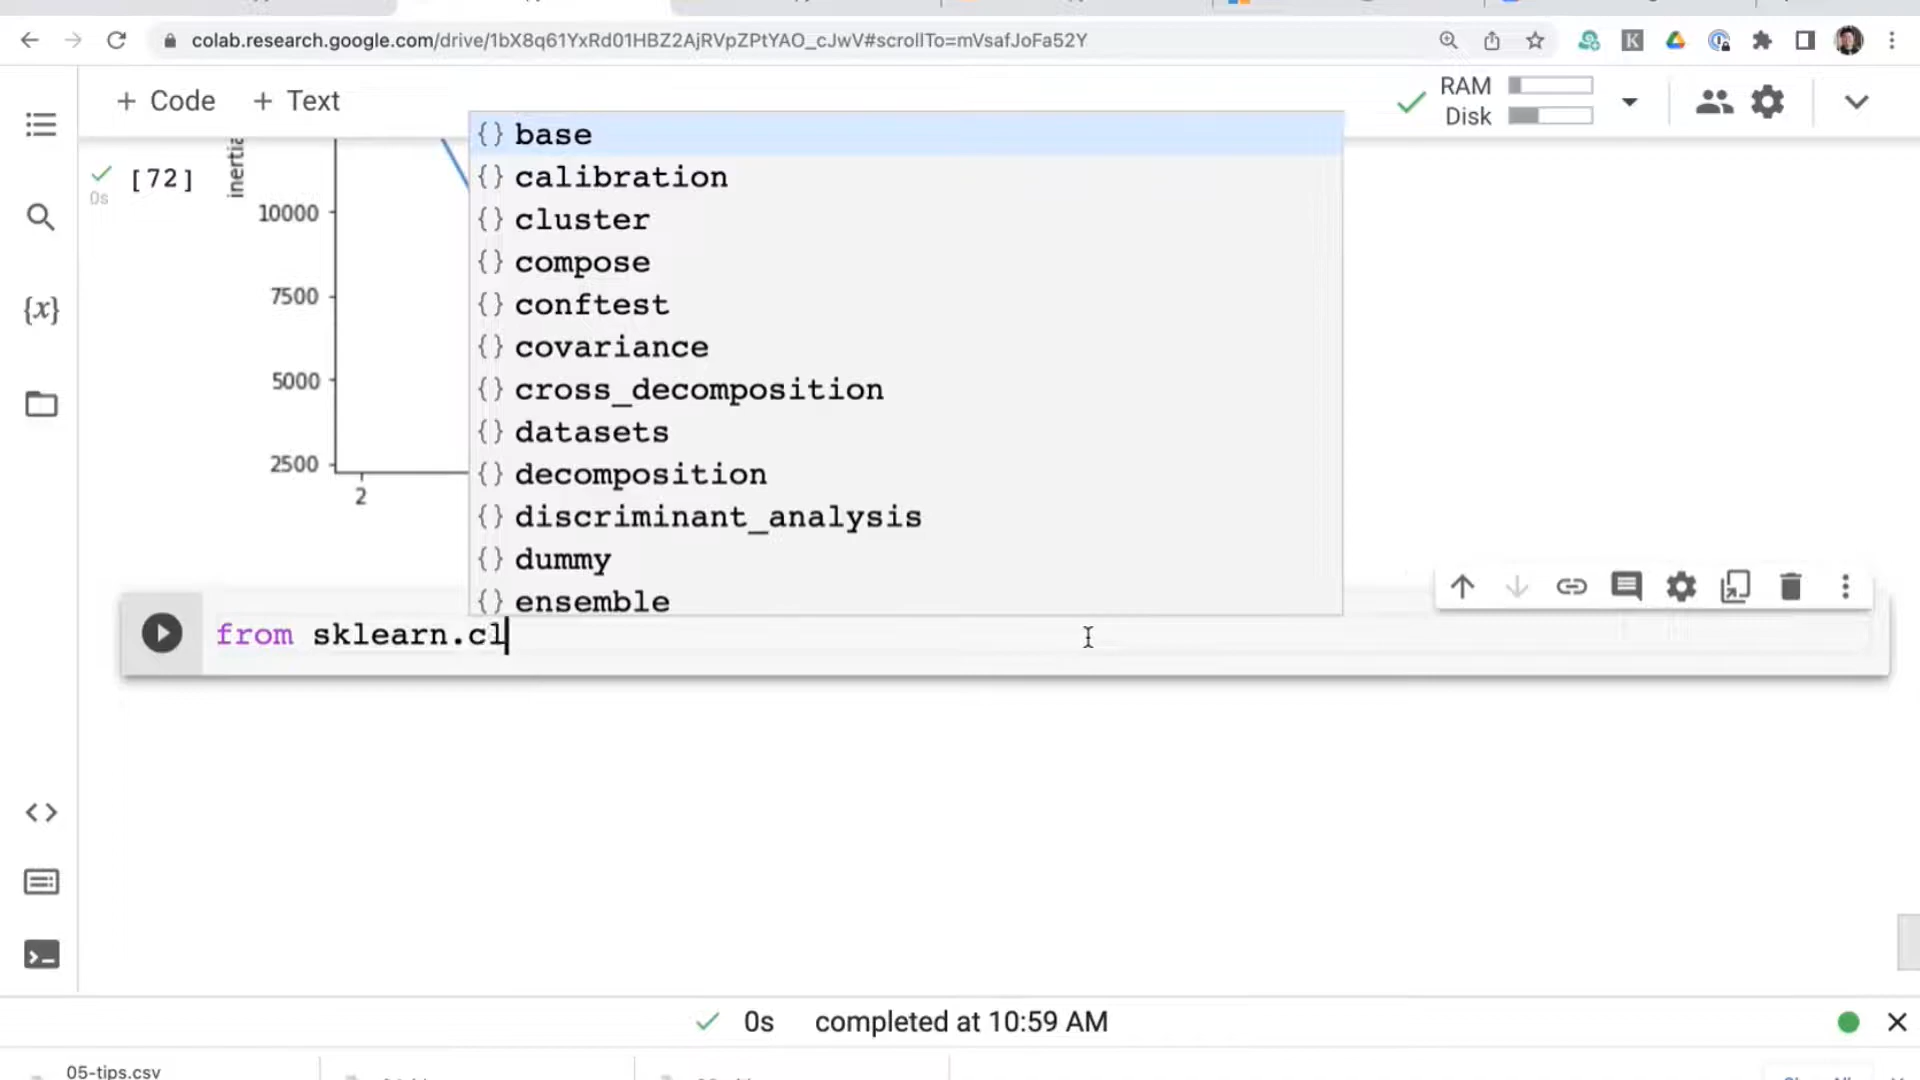 colab.research.google.com/drive/1bX8q61YxRd01HBZ2AjRVpZPtYAO_cJwV#scrollTo=mVsafJoFa52Y
+ Code + Text
RAM
Disk
[72]
0s
inertia
10000
7500
5000
2500
2
{} base
{} calibration
{} cluster
{} compose
{} conftest
{} covariance
{} cross_decomposition
{} datasets
{} decomposition
{} discriminant_analysis
{} dummy
{} ensemble
from sklearn.cl
0s completed at 10:59 AM
05-tips.csv